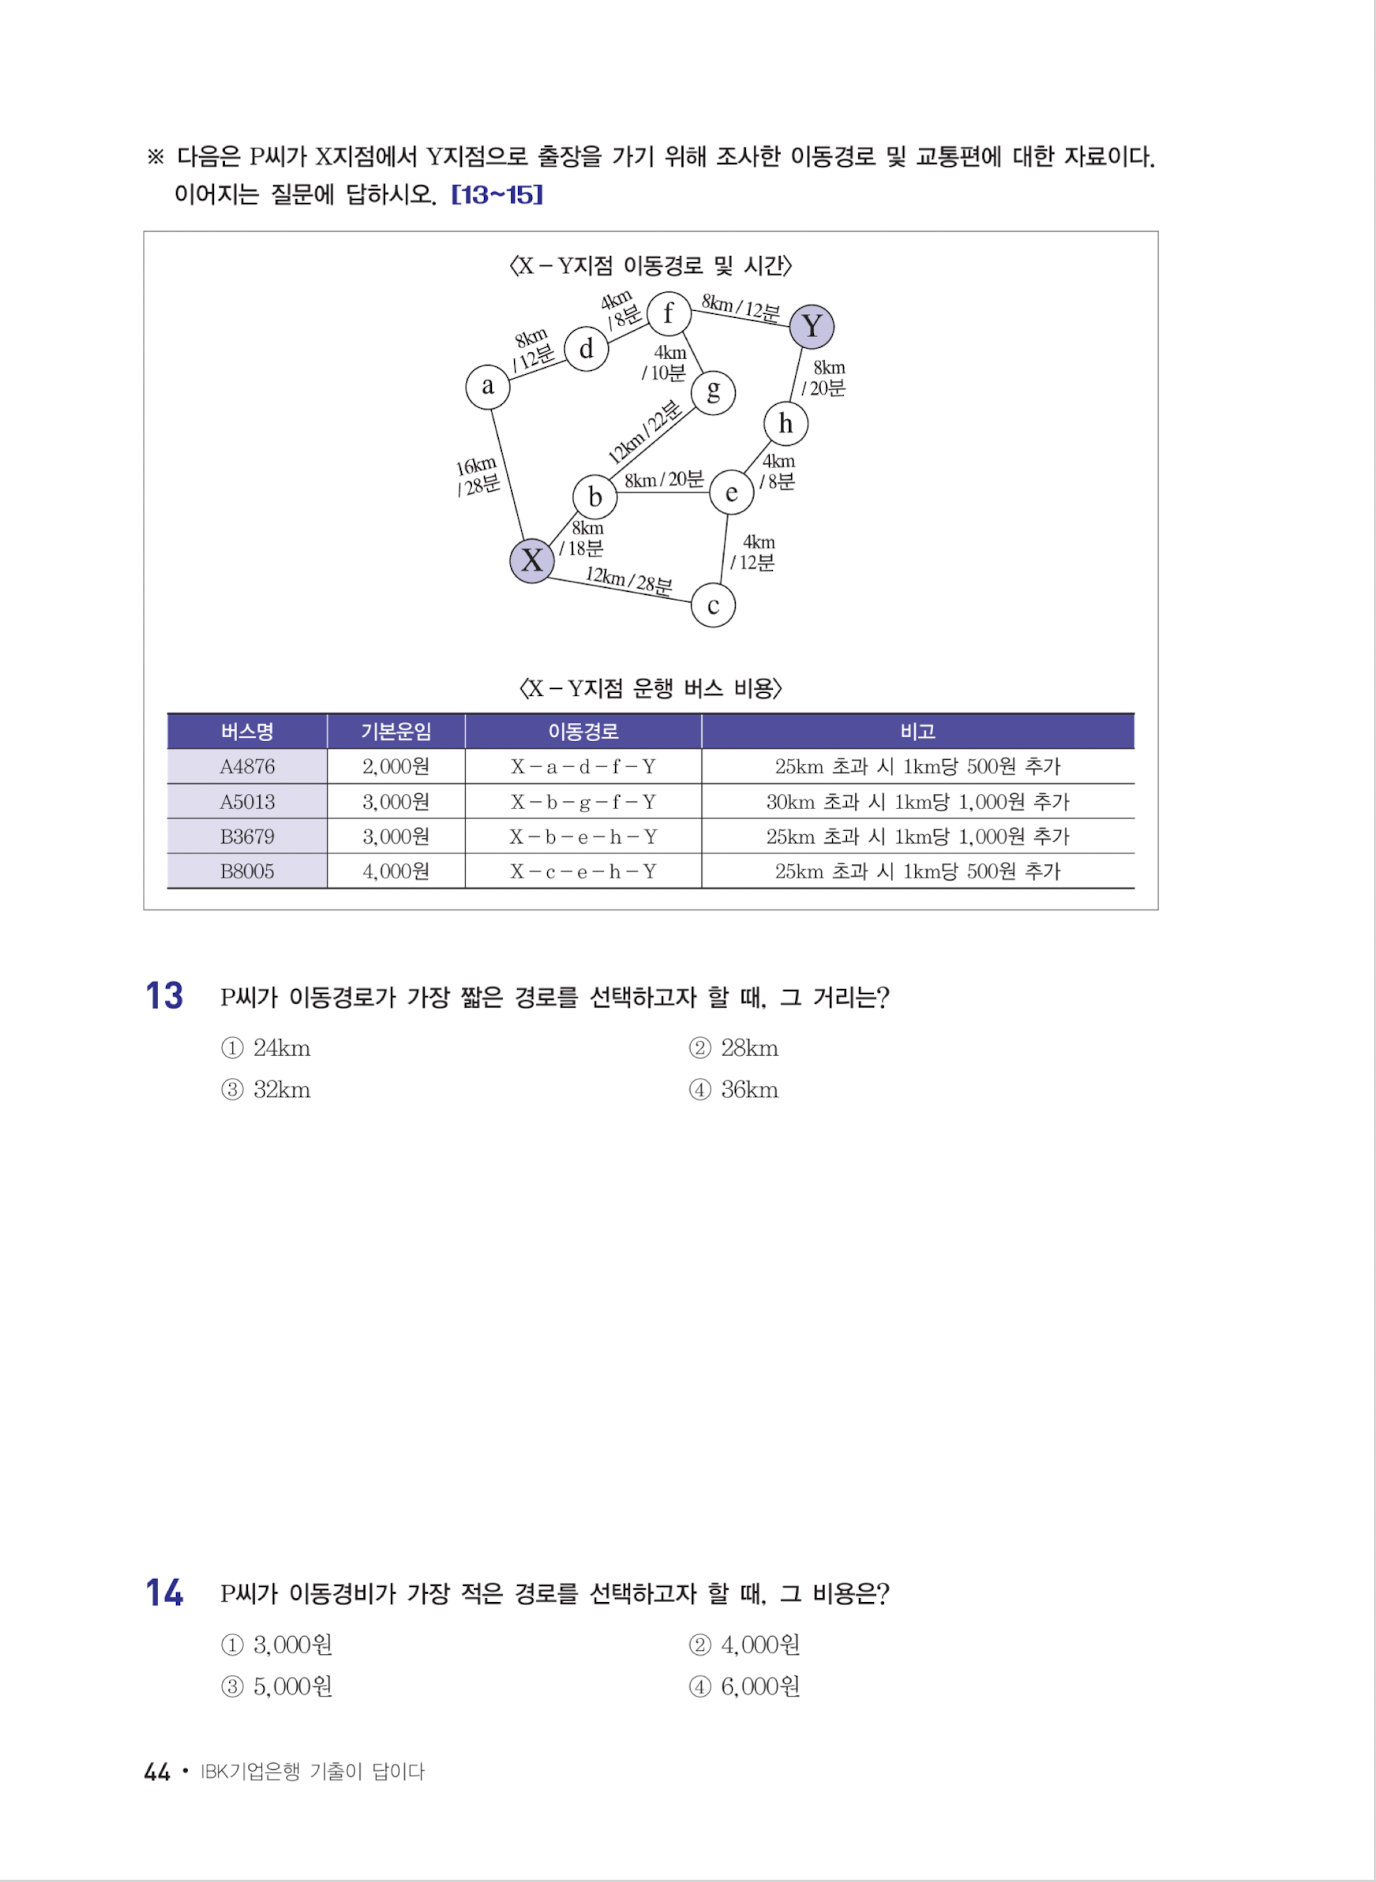 ※ 다음은 P씨가 X지점에서 Y지점으로 출장을 가기 위해 조사한 이동경로 및 교통편에 대한 자료이다.
이어지는 질문에 답하시오. [13~15]
〈X－Y지점 이동경로 및 시간〉
4km
/8분
f
8km/12분
Y
8km
/12분
d
4km
/10분
8km
/20분
a
g
h
12km/22분
16km
/28분
b
8km/20분
e
4km
/8분
8km
/18분
X
4km
/12분
12km/28분
c
〈X－Y지점 운행 버스 비용〉
버스명 기본운임 이동경로 비고
A4876 2,000원 X－a－d－f－Y 25km 초과 시 1km당 500원 추가
A5013 3,000원 X－b－g－f－Y 30km 초과 시 1km당 1,000원 추가
B3679 3,000원 X－b－e－h－Y 25km 초과 시 1km당 1,000원 추가
B8005 4,000원 X－c－e－h－Y 25km 초과 시 1km당 500원 추가
13 P씨가 이동경로가 가장 짧은 경로를 선택하고자 할 때, 그 거리는?
① 24km ② 28km
③ 32km ④ 36km
14 P씨가 이동경비가 가장 적은 경로를 선택하고자 할 때, 그 비용은?
① 3,000원 ② 4,000원
③ 5,000원 ④ 6,000원
44 • IBK기업은행 기출이 답이다